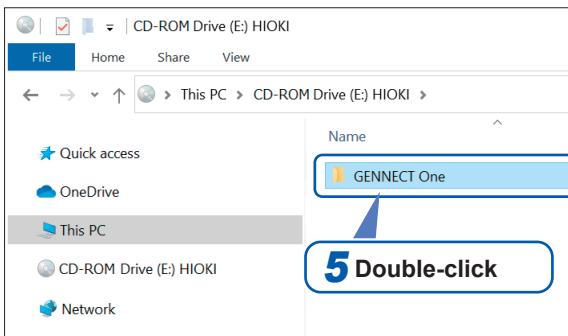 CD-ROM Drive (E:) HIOKI
File Home Share View
This PC > CD-ROM Drive (E:) HIOKI >
Name
Quick access
GENNECT One
OneDrive
This PC
5 Double-click
CD-ROM Drive (E:) HIOKI
Network